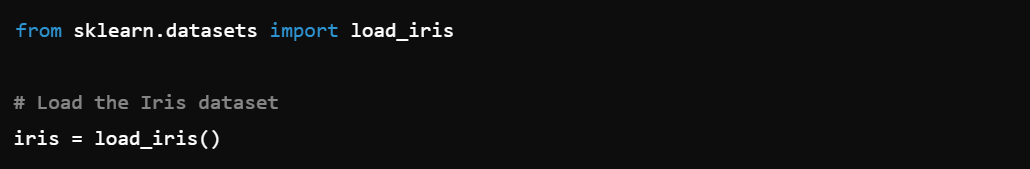 from sklearn.datasets import load_iris
# Load the Iris dataset
iris = load_iris()